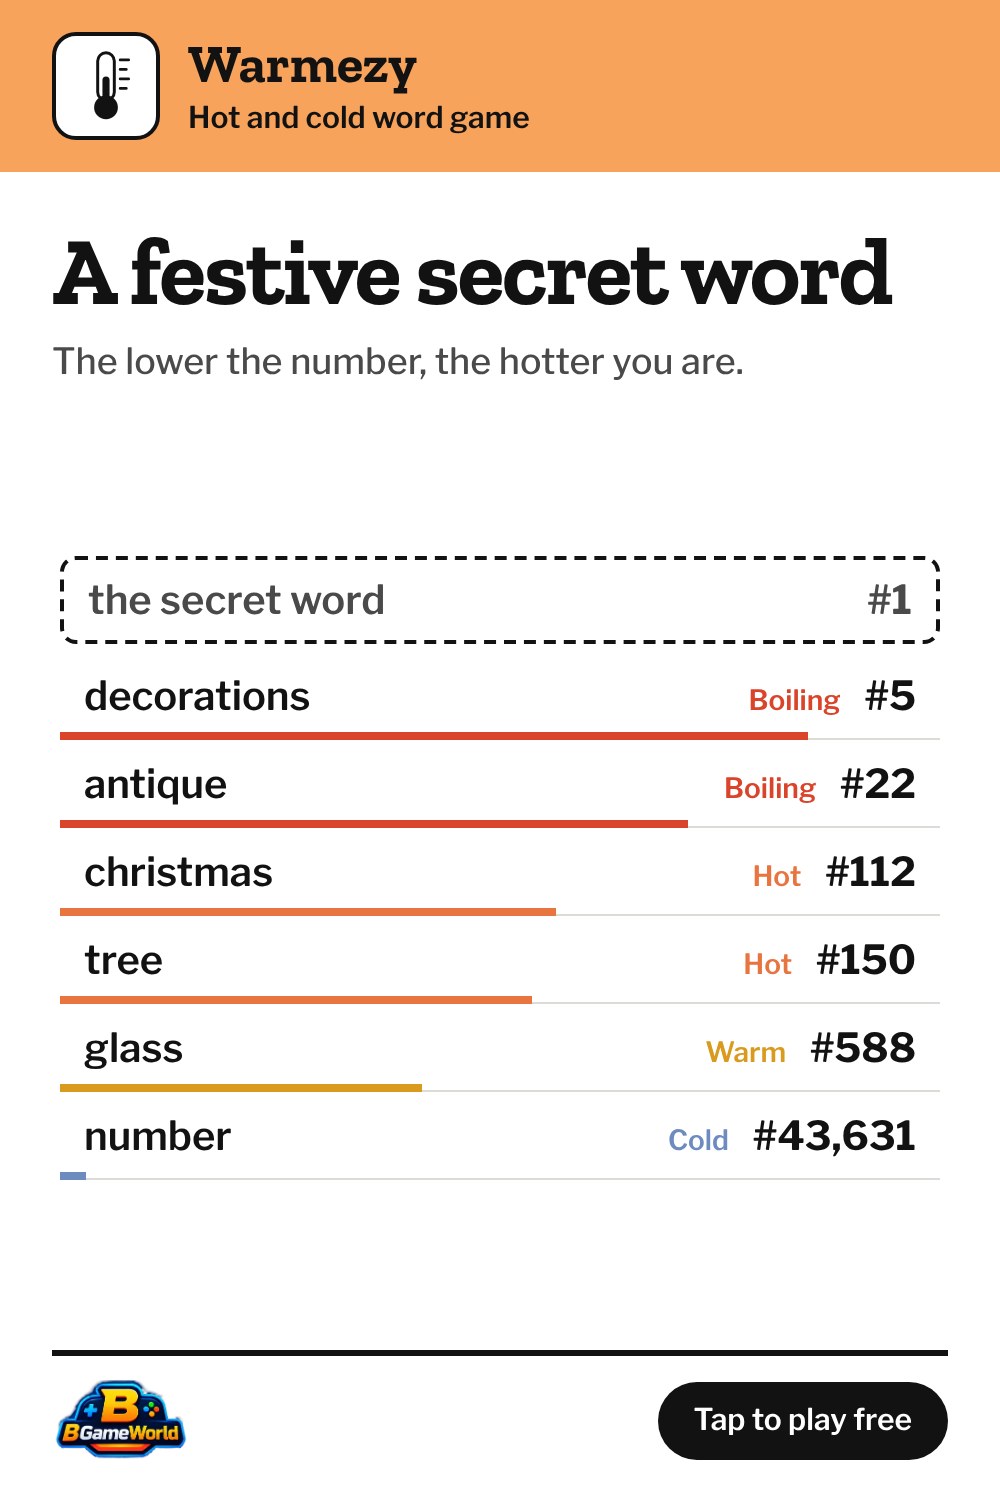 Warmezy
Hot and cold word game
A festive secret word
The lower the number, the hotter you are.
the secret word #1
decorations Boiling #5
antique Boiling #22
christmas Hot #112
tree Hot #150
glass Warm #588
number Cold #43,631
B
BGameWorld
Tap to play free